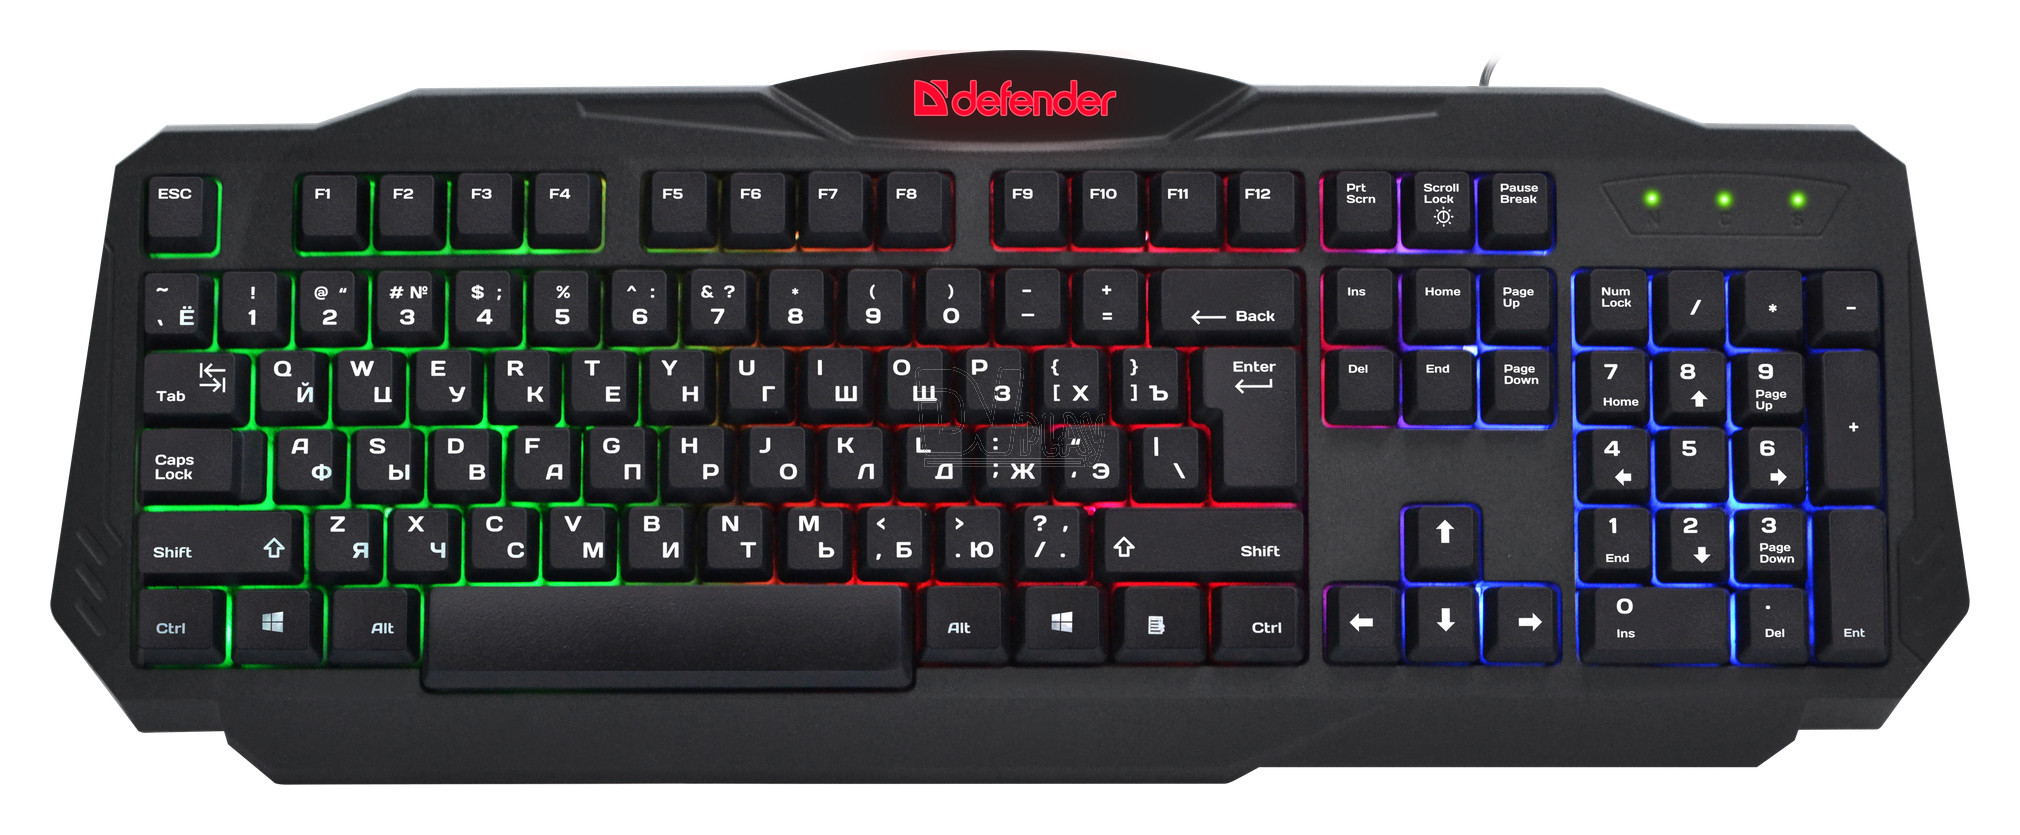 defender
ESC F1 F2 F3 F4 F5 F6 F7 F8 F9 F10 F11 F12 Prt Scrn Scroll Lock Pause Break
N C S
~ ` Ё ! 1 @ “ 2 # № 3 $ ; 4 % 5 ^ : 6 & ? 7 * 8 ( 9 ) 0 – – + = Back Ins Home Page Up Num Lock / * –
Tab Q Й W Ц E У R К T Е Y Н U Г I Ш O Щ P З { [ Х } ] Ъ Enter Del End Page Down 7 Home 8 9 Page Up +
Caps Lock A Ф S Ы D В F А G П H Р J О K Л L Д : ; Ж “ ‘ Э | \ 4 5 6
Shift Z Я X Ч C С V М B И N Т M Ь < , Б > . Ю ? , / . Shift 1 End 2 3 Page Down
Ctrl Alt Alt Ctrl 0 Ins . Del Ent
PLAY